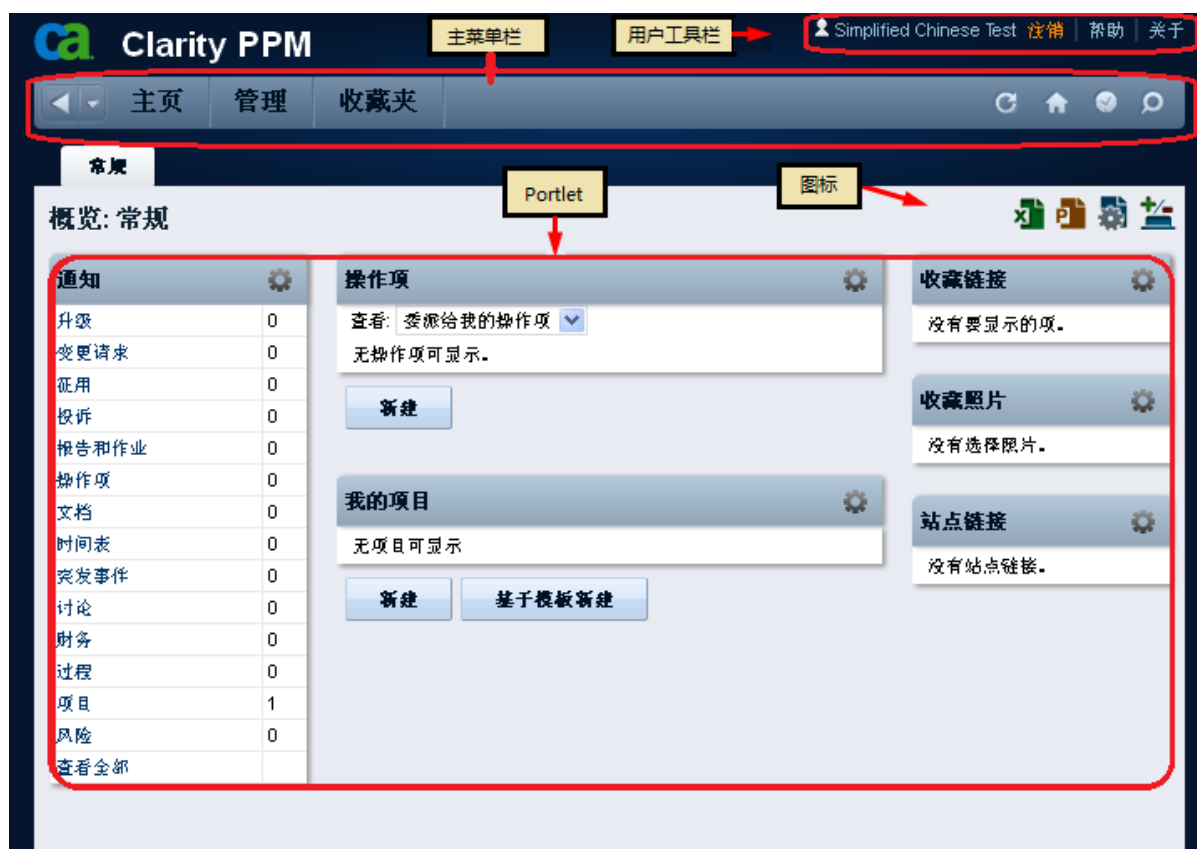 ca Clarity PPM
主菜单栏
用户工具栏
Simplified Chinese Test 注销 帮助 关于
主页 管理 收藏夹
常规
Portlet
图标
概览: 常规
通知
升级 0
变更请求 0
征用 0
投诉 0
报告和作业 0
操作项 0
文档 0
时间表 0
突发事件 0
讨论 0
财务 0
过程 0
项目 1
风险 0
查看全部
操作项
查看: 委派给我的操作项
无操作项可显示。
新建
我的项目
无项目可显示
新建 基于模板新建
收藏链接
没有要显示的项。
收藏照片
没有选择照片。
站点链接
没有站点链接。